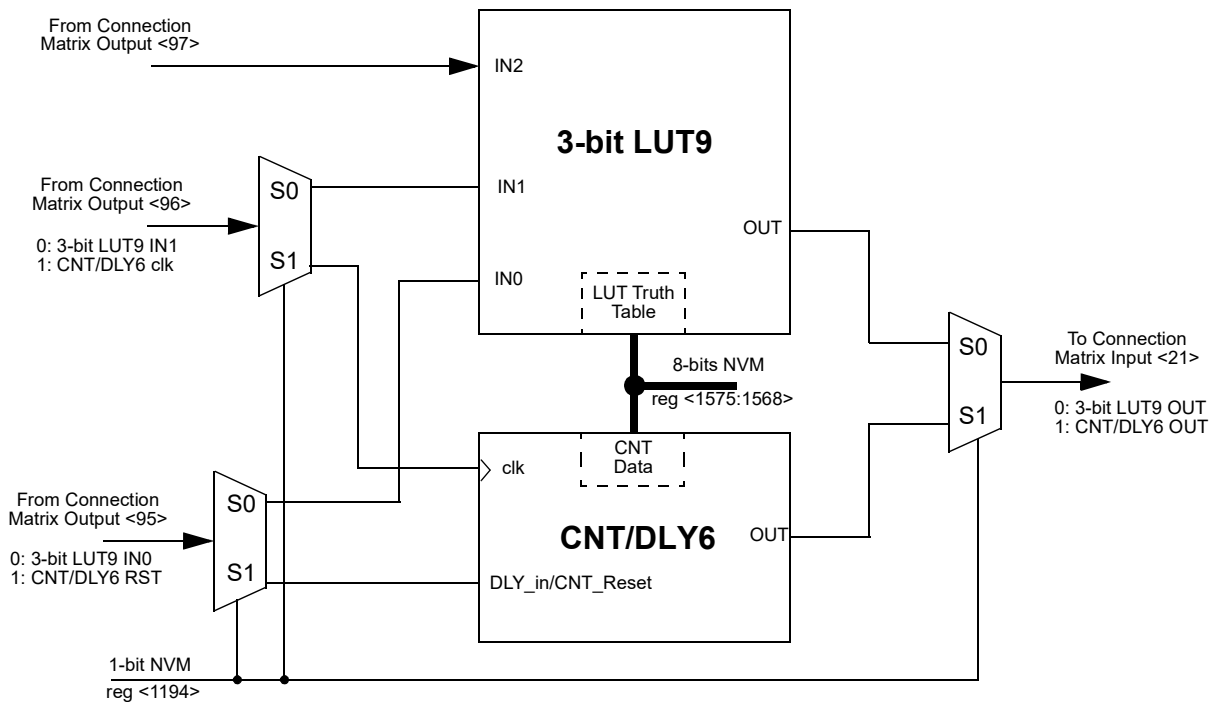 From Connection
Matrix Output <97>
IN2
3-bit LUT9
From Connection
Matrix Output <96>
0: 3-bit LUT9 IN1
1: CNT/DLY6 clk
S0
S1
IN1
IN0
OUT
LUT Truth
Table
8-bits NVM
reg <1575:1568>
S0
S1
To Connection
Matrix Input <21>
0: 3-bit LUT9 OUT
1: CNT/DLY6 OUT
CNT
Data
clk
CNT/DLY6
OUT
DLY_in/CNT_Reset
From Connection
Matrix Output <95>
0: 3-bit LUT9 IN0
1: CNT/DLY6 RST
S0
S1
1-bit NVM
reg <1194>